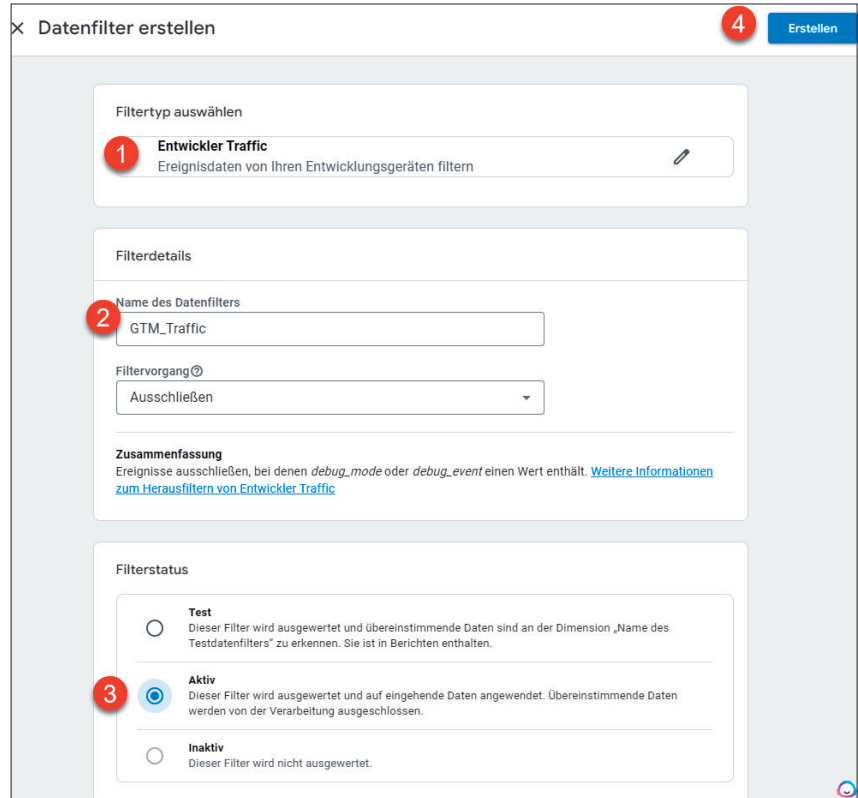 Datenfilter erstellen
4
Erstellen
Filtertyp auswählen
1
Entwickler Traffic
Ereignisdaten von Ihren Entwicklungsgeräten filtern
Filterdetails
Name des Datenfilters
2
GTM_Traffic
Filtervorgang
Ausschließen
Zusammenfassung
Ereignisse ausschließen, bei denen debug_mode oder debug_event einen Wert enthält. Weitere Informationen
zum Herausfiltern von Entwickler Traffic
Filterstatus
Test
Dieser Filter wird ausgewertet und übereinstimmende Daten sind an der Dimension „Name des
Testdatenfilters“ zu erkennen. Sie ist in Berichten enthalten.
3
Aktiv
Dieser Filter wird ausgewertet und auf eingehende Daten angewendet. Übereinstimmende Daten
werden von der Verarbeitung ausgeschlossen.
Inaktiv
Dieser Filter wird nicht ausgewertet.